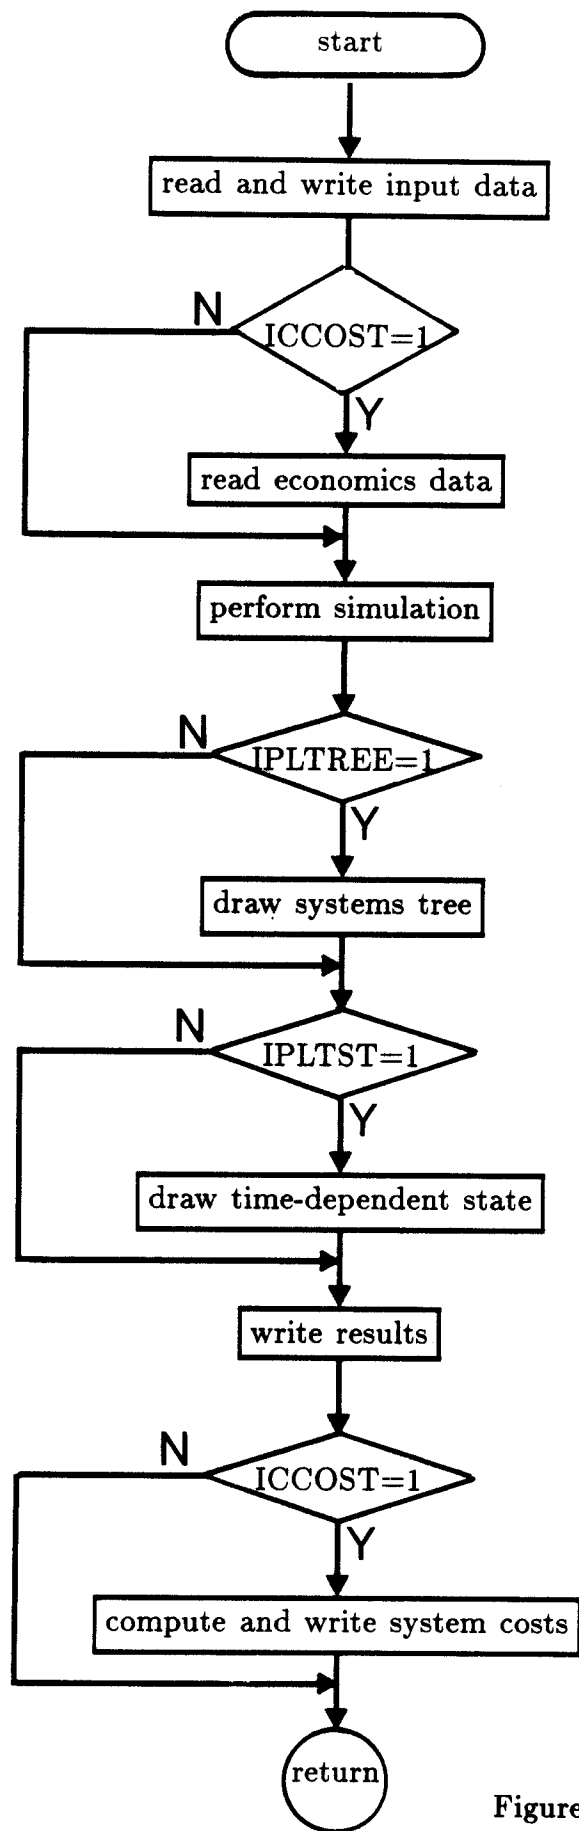 start
read and write input data
N
ICCOST=1
Y
read economics data
perform simulation
N
IPLTREE=1
Y
draw systems tree
N
IPLTST=1
Y
draw time-dependent state
write results
N
ICCOST=1
Y
compute and write system costs
return
Figure